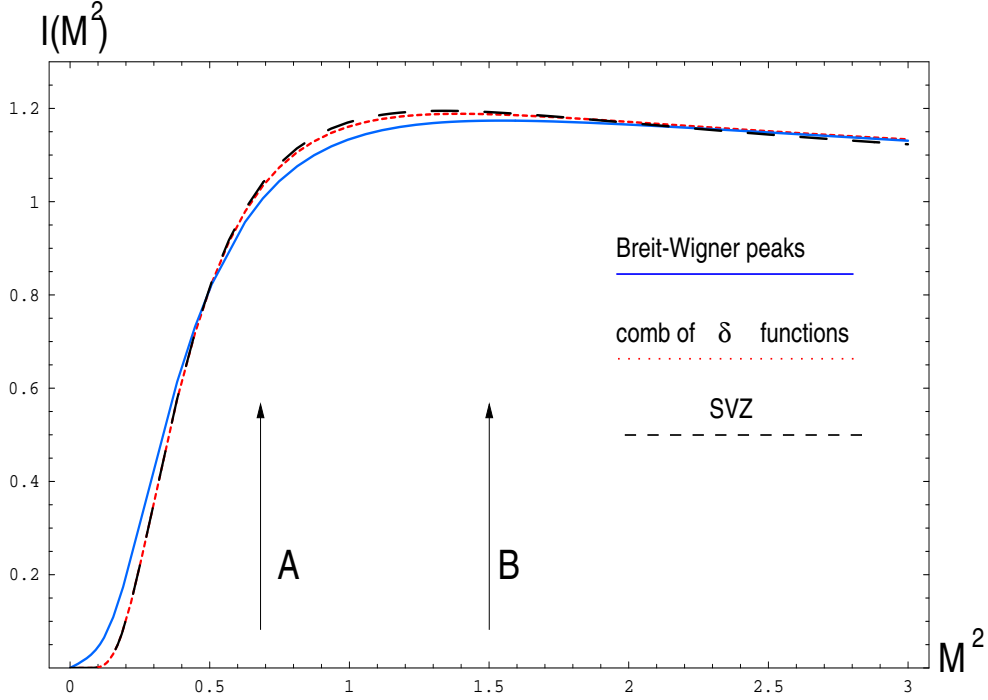 I(M²)
1.2
1
0.8
0.6
0.4
0.2
0 0.5 1 1.5 2 2.5 3
M²
Breit-Wigner peaks
comb of δ functions
SVZ
A B